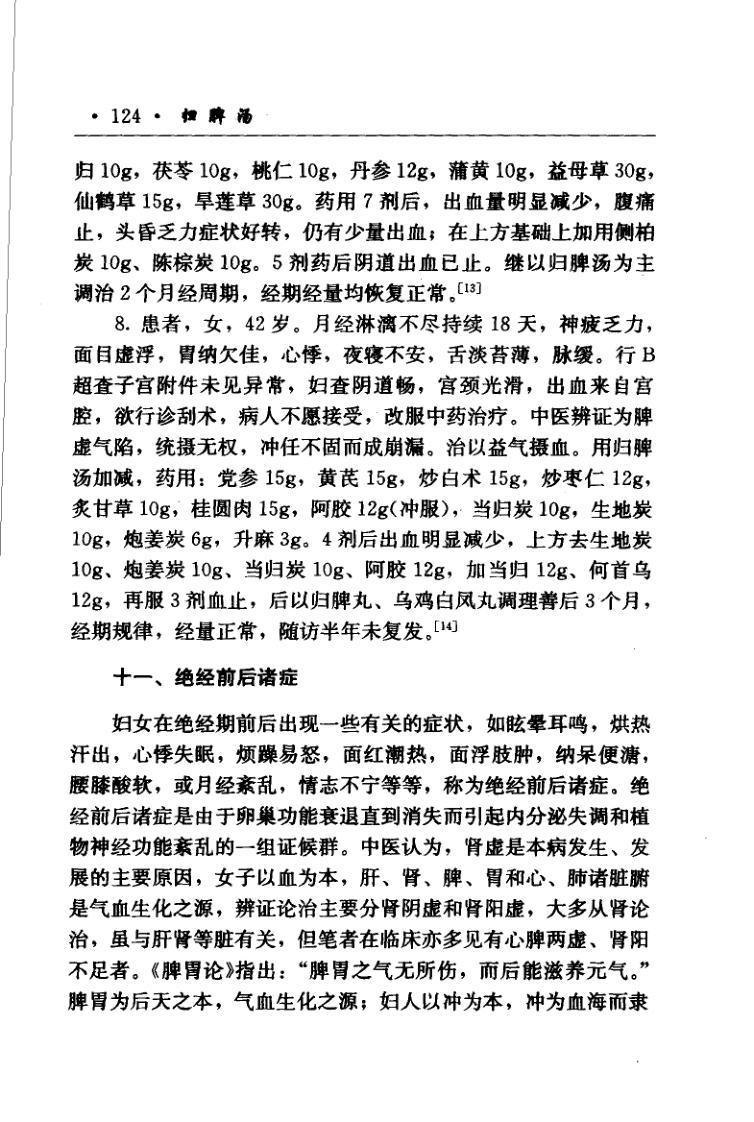 · 124 · 归脾汤
归 10g，茯苓 10g，桃仁 10g，丹参 12g，蒲黄 10g，益母草 30g，
仙鹤草 15g，旱莲草 30g。药用 7 剂后，出血量明显减少，腹痛
止，头昏乏力症状好转，仍有少量出血；在上方基础上加用侧柏
炭 10g、陈棕炭 10g。5 剂药后阴道出血已止。继以归脾汤为主
调治 2 个月经周期，经期经量均恢复正常。[13]
8. 患者，女，42 岁。月经淋漓不尽持续 18 天，神疲乏力，
面目虚浮，胃纳欠佳，心悸，夜寝不安，舌淡苔薄，脉缓。行 B
超查子宫附件未见异常，妇查阴道畅，宫颈光滑，出血来自宫
腔，欲行诊刮术，病人不愿接受，改服中药治疗。中医辨证为脾
虚气陷，统摄无权，冲任不固而成崩漏。治以益气摄血。用归脾
汤加减，药用：党参 15g，黄芪 15g，炒白术 15g，炒枣仁 12g，
炙甘草 10g，桂圆肉 15g，阿胶 12g(冲服)，当归炭 10g，生地炭
10g，炮姜炭 6g，升麻 3g。4 剂后出血明显减少，上方去生地炭
10g、炮姜炭 10g、当归炭 10g、阿胶 12g，加当归 12g、何首乌
12g，再服 3 剂血止，后以归脾丸、乌鸡白凤丸调理善后 3 个月，
经期规律，经量正常，随访半年未复发。[14]
十一、绝经前后诸症
妇女在绝经期前后出现一些有关的症状，如眩晕耳鸣，烘热
汗出，心悸失眠，烦躁易怒，面红潮热，面浮肢肿，纳呆便溏，
腰膝酸软，或月经紊乱，情志不宁等等，称为绝经前后诸症。绝
经前后诸症是由于卵巢功能衰退直到消失而引起内分泌失调和植
物神经功能紊乱的一组证候群。中医认为，肾虚是本病发生、发
展的主要原因，女子以血为本，肝、肾、脾、胃和心、肺诸脏腑
是气血生化之源，辨证论治主要分肾阴虚和肾阳虚，大多从肾论
治，虽与肝肾等脏有关，但笔者在临床亦多见有心脾两虚、肾阳
不足者。《脾胃论》指出：“脾胃之气无所伤，而后能滋养元气。”
脾胃为后天之本，气血生化之源；妇人以冲为本，冲为血海而隶